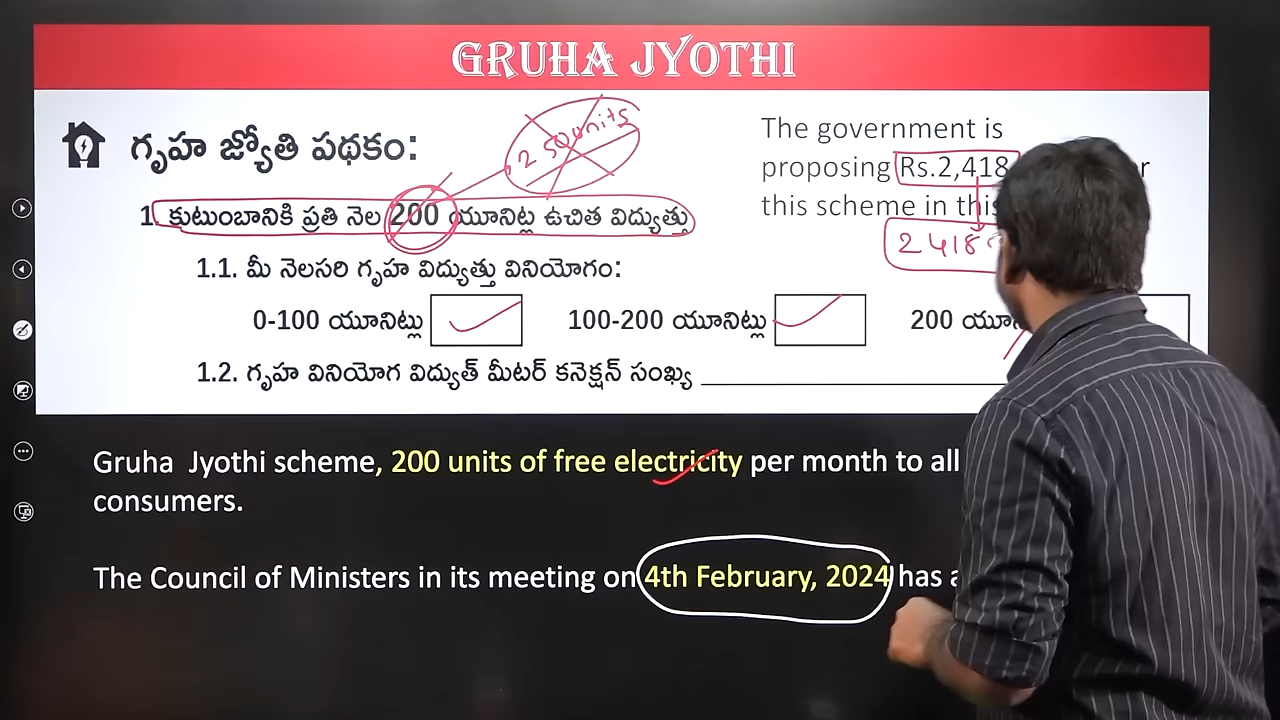 GRUHA JYOTHI
గృహ జ్యోతి పథకం:
250units
The government is
proposing Rs.2,418
this scheme in this
2418
1. కుటుంబానికి ప్రతి నెల 200 యూనిట్ల ఉచిత విద్యుత్తు
1.1. మీ నెలసరి గృహ విద్యుత్తు వినియోగం:
0-100 యూనిట్లు 100-200 యూనిట్లు 200
1.2. గృహ వినియోగ విద్యుత్ మీటర్ కనెక్షన్ సంఖ్య
Gruha Jyothi scheme, 200 units of free electricity per month to all
consumers.
The Council of Ministers in its meeting on 4th February, 2024 has